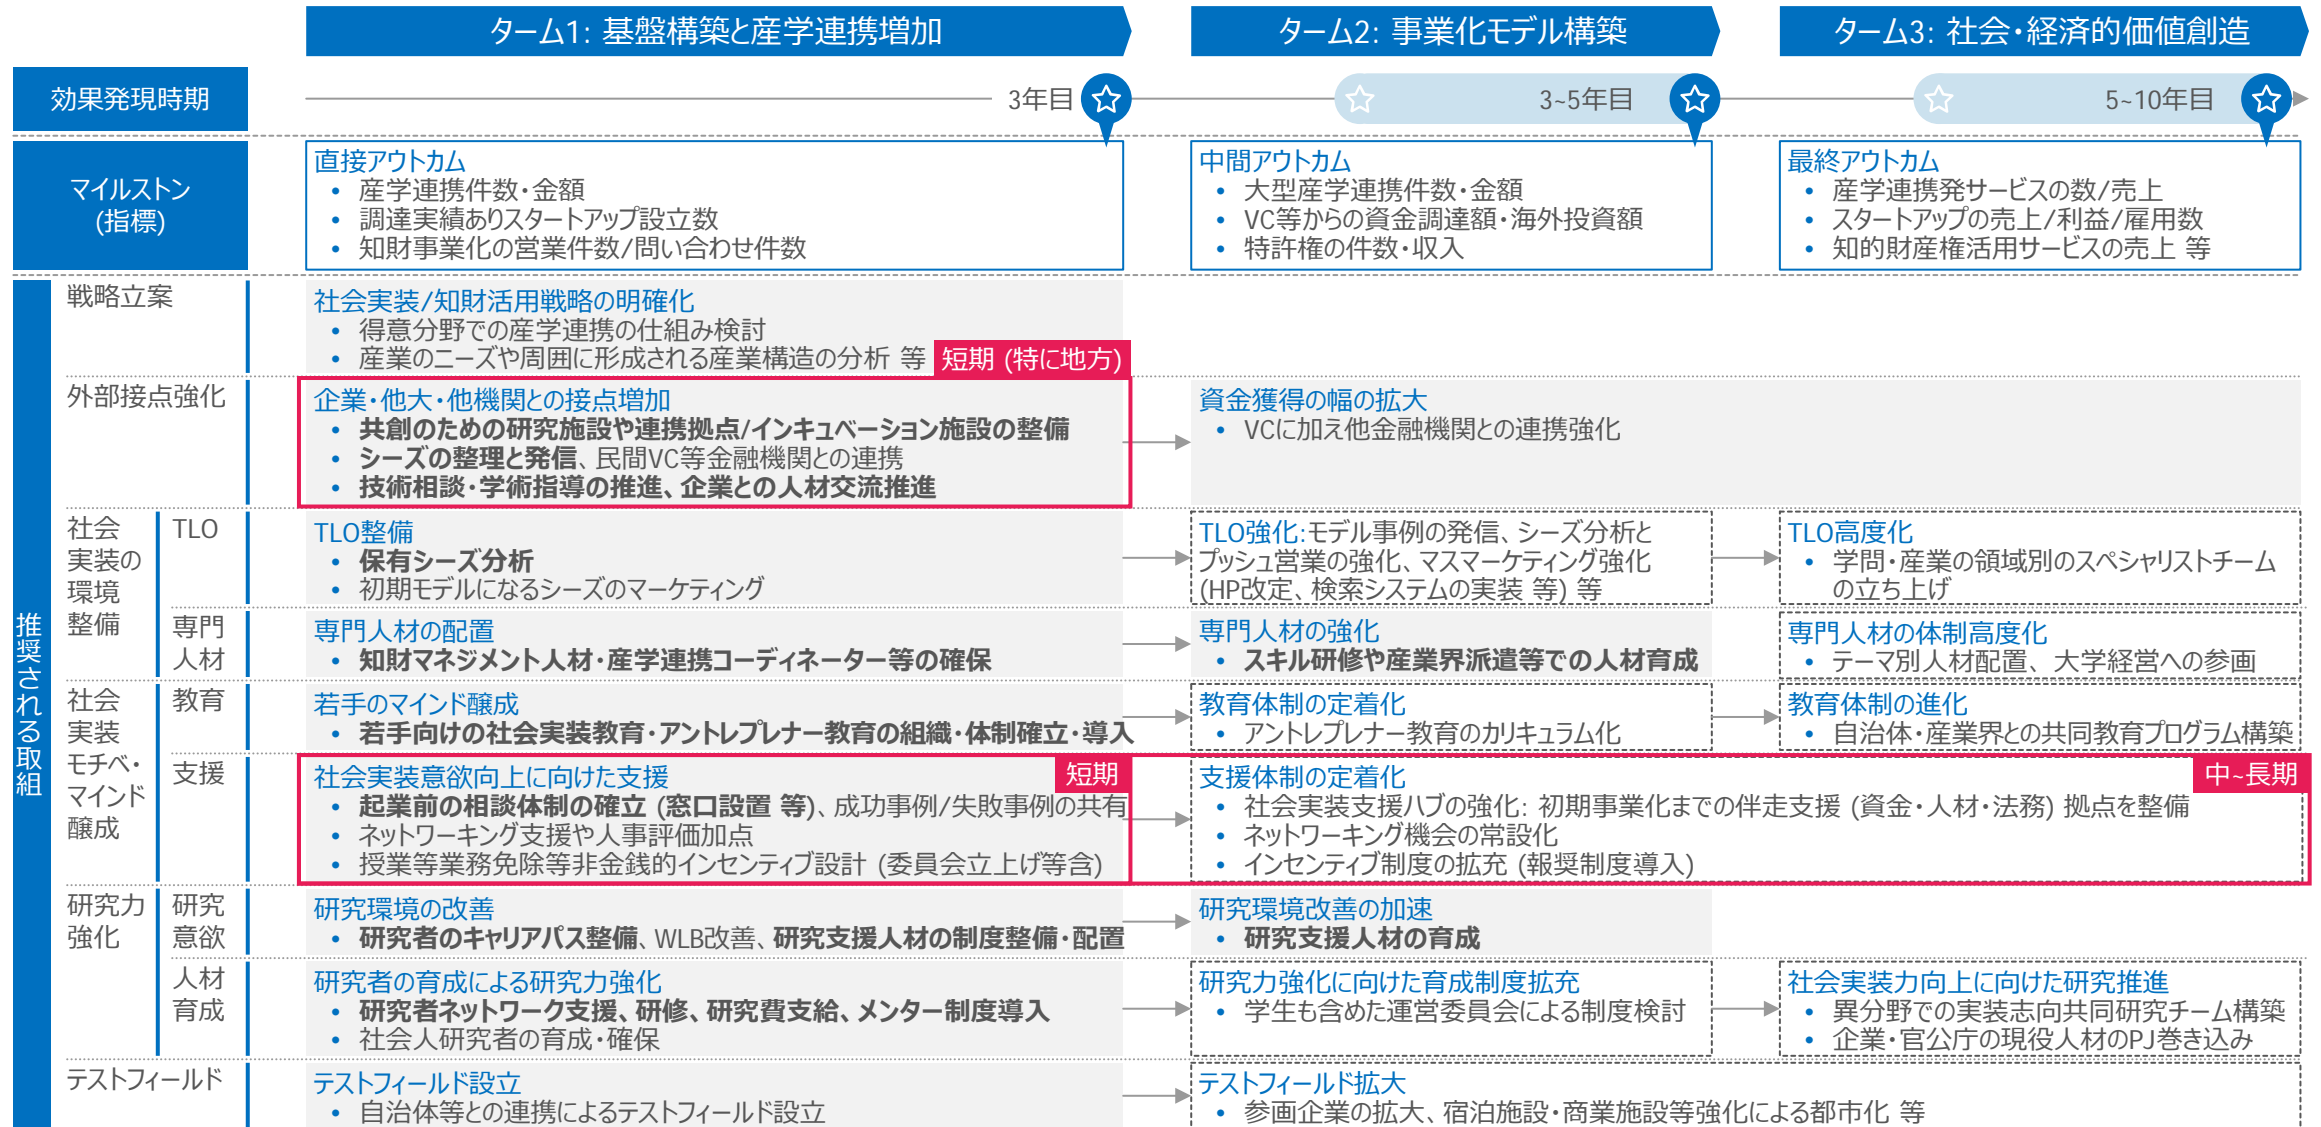 ターム1: 基盤構築と産学連携増加
ターム2: 事業化モデル構築
ターム3: 社会・経済的価値創造
効果発現時期
3年目
3~5年目
5~10年目
マイルストン
(指標)
直接アウトカム
• 産学連携件数・金額
• 調達実績ありスタートアップ設立数
• 知財事業化の営業件数/問い合わせ件数
中間アウトカム
• 大型産学連携件数・金額
• VC等からの資金調達額・海外投資額
• 特許権の件数・収入
最終アウトカム
• 産学連携発サービスの数/売上
• スタートアップの売上/利益/雇用数
• 知的財産権活用サービスの売上 等
推奨される取組
戦略立案
社会実装/知財活用戦略の明確化
• 得意分野での産学連携の仕組み検討
• 産業のニーズや周囲に形成される産業構造の分析 等
短期 (特に地方)
外部接点強化
企業・他大・他機関との接点増加
• 共創のための研究施設や連携拠点/インキュベーション施設の整備
• シーズの整理と発信、民間VC等金融機関との連携
• 技術相談・学術指導の推進、企業との人材交流推進
資金獲得の幅の拡大
• VCに加え他金融機関との連携強化
社会
実装の
環境
整備
TLO
TLO整備
• 保有シーズ分析
• 初期モデルになるシーズのマーケティング
TLO強化:モデル事例の発信、シーズ分析と
プッシュ営業の強化、マスマーケティング強化
(HP改定、検索システムの実装 等) 等
TLO高度化
• 学問・産業の領域別のスペシャリストチーム
の立ち上げ
専門
人材
専門人材の配置
• 知財マネジメント人材・産学連携コーディネーター等の確保
専門人材の強化
• スキル研修や産業界派遣等での人材育成
専門人材の体制高度化
• テーマ別人材配置、大学経営への参画
社会
実装
モチベ・
マインド
醸成
教育
若手のマインド醸成
• 若手向けの社会実装教育・アントレプレナー教育の組織・体制確立・導入
教育体制の定着化
• アントレプレナー教育のカリキュラム化
教育体制の進化
• 自治体・産業界との共同教育プログラム構築
支援
社会実装意欲向上に向けた支援
短期
• 起業前の相談体制の確立 (窓口設置 等)、成功事例/失敗事例の共有
• ネットワーキング支援や人事評価加点
• 授業等業務免除等非金銭的インセンティブ設計 (委員会立上げ等含)
支援体制の定着化
中~長期
• 社会実装支援ハブの強化: 初期事業化までの伴走支援 (資金・人材・法務) 拠点を整備
• ネットワーキング機会の常設化
• インセンティブ制度の拡充 (報奨制度導入)
研究力
強化
研究
意欲
研究環境の改善
• 研究者のキャリアパス整備、WLB改善、研究支援人材の制度整備・配置
研究環境改善の加速
• 研究支援人材の育成
人材
育成
研究者の育成による研究力強化
• 研究者ネットワーク支援、研修、研究費支給、メンター制度導入
• 社会人研究者の育成・確保
研究力強化に向けた育成制度拡充
• 学生も含めた運営委員会による制度検討
社会実装力向上に向けた研究推進
• 異分野での実装志向共同研究チーム構築
• 企業・官公庁の現役人材のPJ巻き込み
テストフィールド
テストフィールド設立
• 自治体等との連携によるテストフィールド設立
テストフィールド拡大
• 参画企業の拡大、宿泊施設・商業施設等強化による都市化 等